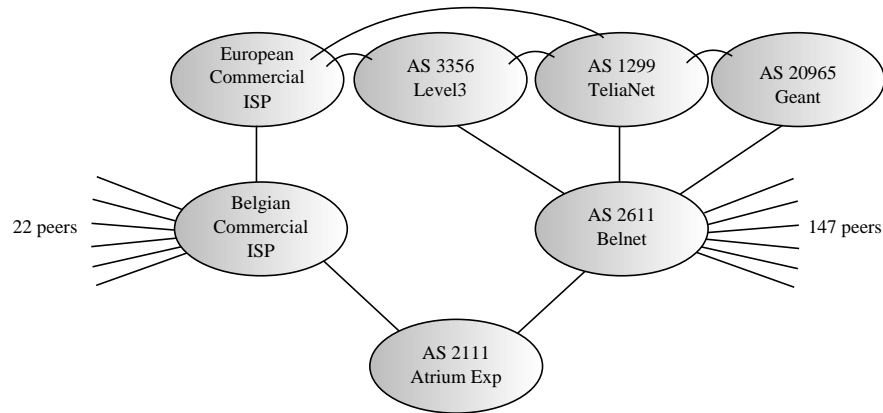 European
Commercial
ISP
AS 3356
Level3
AS 1299
TeliaNet
AS 20965
Geant
22 peers
Belgian
Commercial
ISP
AS 2611
Belnet
147 peers
AS 2111
Atrium Exp